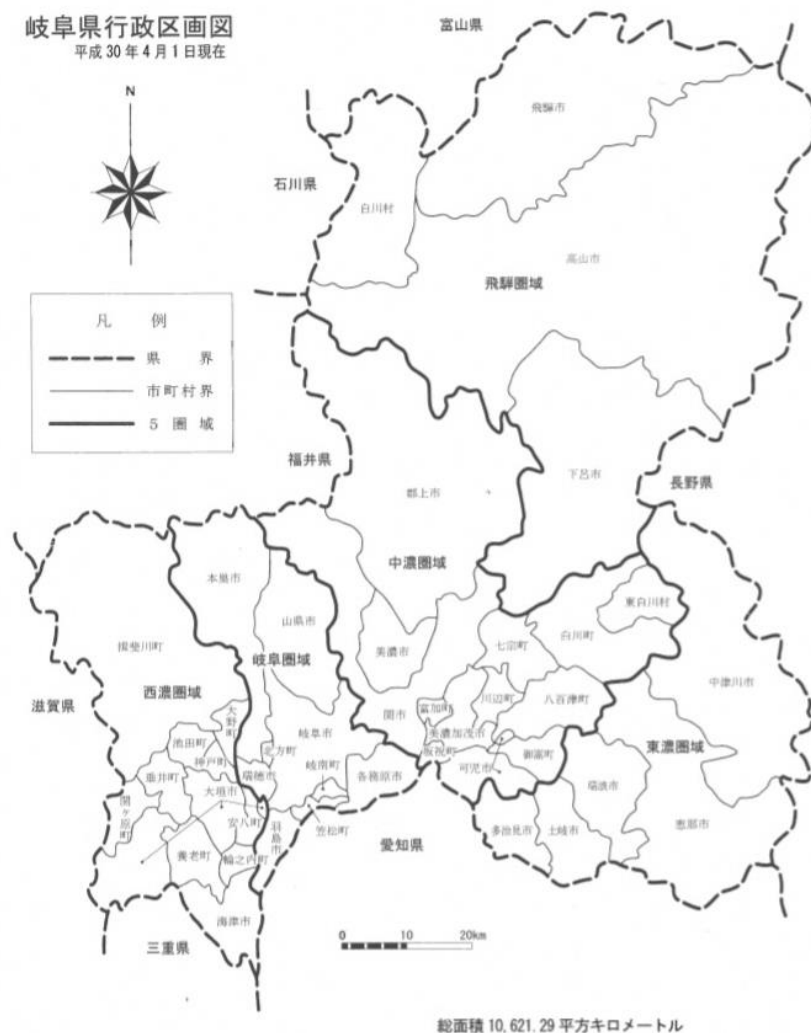 岐阜県行政区画図
平成30年4月1日現在
N
富山県
飛騨市
石川県
白川村
高山市
飛騨圏域
凡 例
県 界
市町村界
5 圏 域
福井県
郡上市
下呂市
長野県
中濃圏域
本巣市
山県市
東白川村
揖斐川町
岐阜圏域
美濃市
七宗町
白川町
中津川市
滋賀県
西濃圏域
大野町
関市
富加町
川辺町
八百津町
東濃圏域
池田町
神戸町
北方町
岐阜市
美濃加茂市
坂祝町
御嵩町
垂井町
大垣市
瑞穂市
岐南町
各務原市
可児市
瑞浪市
関ヶ原町
安八町
羽島市
笠松町
愛知県
多治見市
土岐市
恵那市
養老町
輪之内町
海津市
三重県
0 10 20km
総面積 10,621.29 平方キロメートル